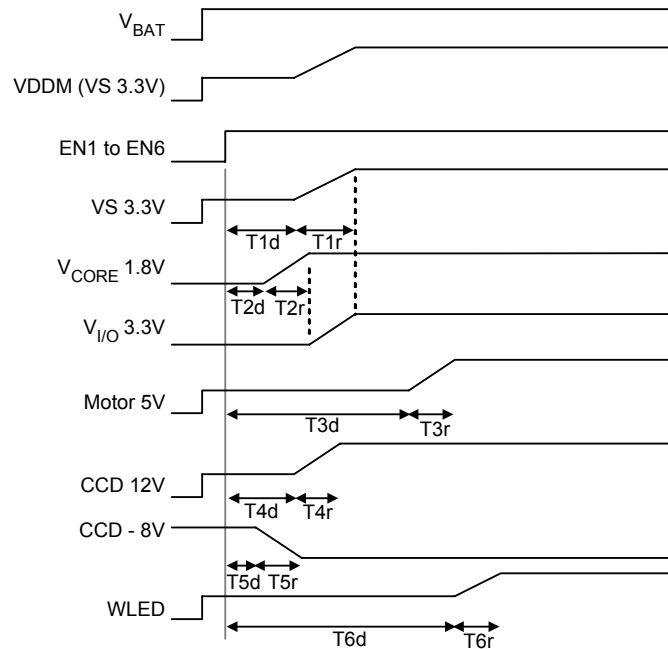 VBAT
VDDM (VS 3.3V)
EN1 to EN6
VS 3.3V
T1d T1r
VCORE 1.8V
T2d T2r
VI/O 3.3V
Motor 5V
T3d T3r
CCD 12V
T4d T4r
CCD - 8V
T5d T5r
WLED
T6d T6r